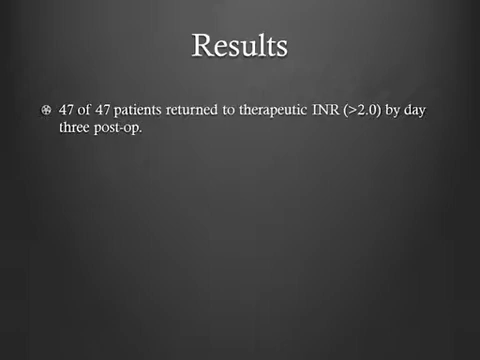 Results
47 of 47 patients returned to therapeutic INR (>2.0) by day
three post-op.